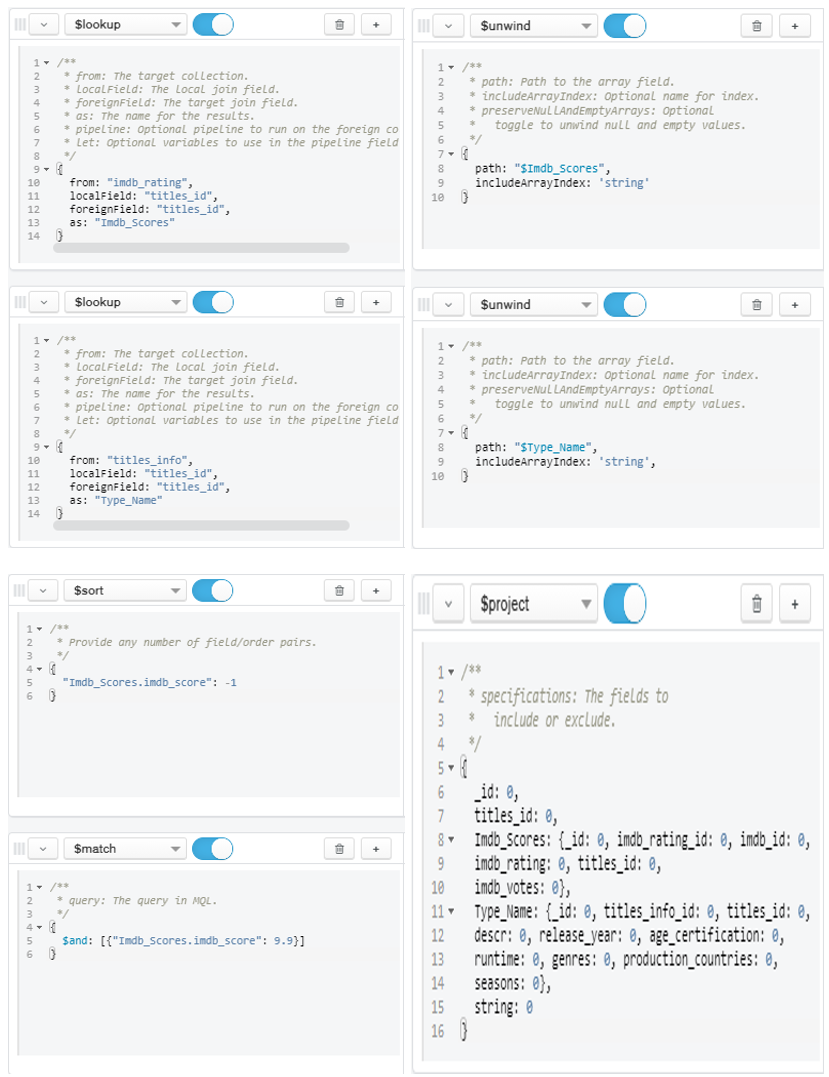 $lookup
+
1 /**
2 * from: The target collection.
3 * localField: The local join field.
4 * foreignField: The target join field.
5 * as: The name for the results.
6 * pipeline: Optional pipeline to run on the foreign co
7 * let: Optional variables to use in the pipeline field
8 */
9 {
10 from: "imdb_rating",
11 localField: "titles_id",
12 foreignField: "titles_id",
13 as: "Imdb_Scores"
14 }
$unwind
+
1 /**
2 * path: Path to the array field.
3 * includeArrayIndex: Optional name for index.
4 * preserveNullAndEmptyArrays: Optional
5 * toggle to unwind null and empty values.
6 */
7 {
8 path: "$Imdb_Scores",
9 includeArrayIndex: 'string'
10 }
$lookup
+
1 /**
2 * from: The target collection.
3 * localField: The local join field.
4 * foreignField: The target join field.
5 * as: The name for the results.
6 * pipeline: Optional pipeline to run on the foreign co
7 * let: Optional variables to use in the pipeline field
8 */
9 {
10 from: "titles_info",
11 localField: "titles_id",
12 foreignField: "titles_id",
13 as: "Type_Name"
14 }
$unwind
+
1 /**
2 * path: Path to the array field.
3 * includeArrayIndex: Optional name for index.
4 * preserveNullAndEmptyArrays: Optional
5 * toggle to unwind null and empty values.
6 */
7 {
8 path: "$Type_Name",
9 includeArrayIndex: 'string',
10 }
$sort
+
1 /**
2 * Provide any number of field/order pairs.
3 */
4 {
5 "Imdb_Scores.imdb_score": -1
6 }
$match
+
1 /**
2 * query: The query in MQL.
3 */
4 {
5 $and: [{"Imdb_Scores.imdb_score": 9.9}]
6 }
$project
+
1 /**
2 * specifications: The fields to
3 * include or exclude.
4 */
5 {
6 _id: 0,
7 titles_id: 0,
8 Imdb_Scores: {_id: 0, imdb_rating_id: 0, imdb_id: 0,
9 imdb_rating: 0, titles_id: 0,
10 imdb_votes: 0},
11 Type_Name: {_id: 0, titles_info_id: 0, titles_id: 0,
12 descr: 0, release_year: 0, age_certification: 0,
13 runtime: 0, genres: 0, production_countries: 0,
14 seasons: 0},
15 string: 0
16 }